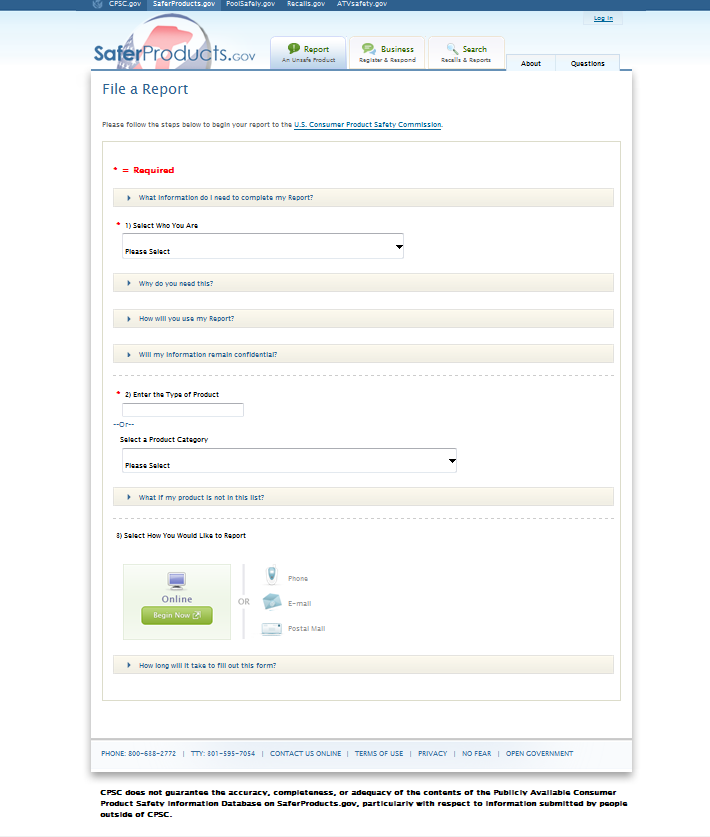 CPSC.gov SaferProducts.gov PoolSafely.gov Recalls.gov ATVsafety.gov
Log In
SaferProducts.GOV
Report
An Unsafe Product
Business
Register & Respond
Search
Recalls & Reports
About
Questions
File a Report
Please follow the steps below to begin your report to the U.S. Consumer Product Safety Commission.
* = Required
What information do I need to complete my Report?
* 1) Select Who You Are
Please Select
Why do you need this?
How will you use my Report?
Will my information remain confidential?
* 2) Enter the Type of Product
--Or--
Select a Product Category
Please Select
What if my product is not in this list?
3) Select How You Would Like to Report
Online
Begin Now
OR
Phone
E-mail
Postal Mail
How long will it take to fill out this form?
PHONE: 800-638-2772 | TTY: 301-595-7054 | CONTACT US ONLINE | TERMS OF USE | PRIVACY | NO FEAR | OPEN GOVERNMENT
CPSC does not guarantee the accuracy, completeness, or adequacy of the contents of the Publicly Available Consumer
Product Safety Information Database on SaferProducts.gov, particularly with respect to information submitted by people
outside of CPSC.